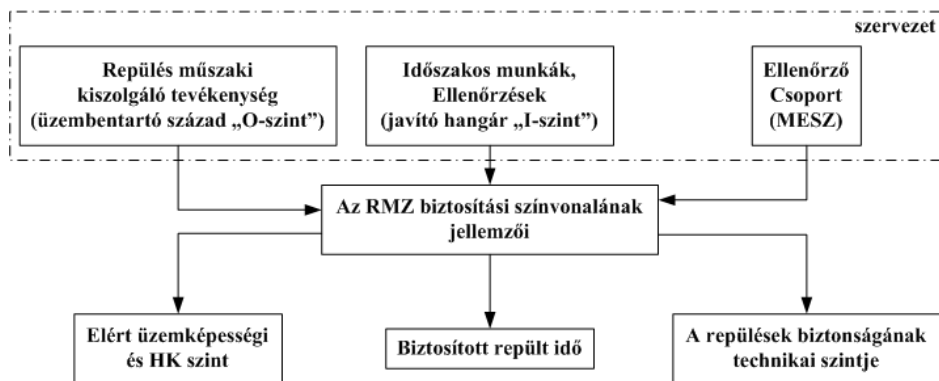 szervezet
Repülés műszaki
kiszolgáló tevékenység
(üzembentartó század „O-szint”)
Időszakos munkák,
Ellenőrzések
(javító hangár „I-szint”)
Ellenőrző
Csoport
(MESZ)
Az RMZ biztosítási színvonalának
jellemzői
Elért üzemképességi
és HK szint
Biztosított repült idő
A repülések biztonságának
technikai szintje